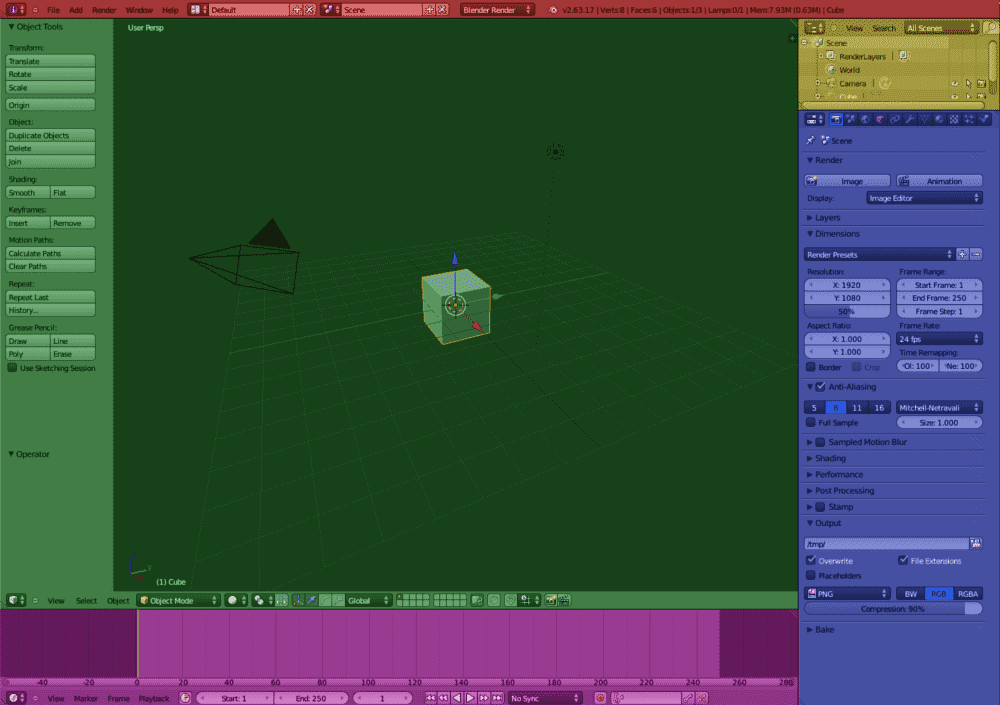 File Add Render Window Help Default Scene Blender Render v2.63.17 | Verts:8 | Faces:6 | Objects:1/3 | Lamps:0/1 | Mem:7.93M (0.63M) | Cube
Object Tools
Transform:
Translate
Rotate
Scale
Origin
Object:
Duplicate Objects
Delete
Join
Shading:
Smooth Flat
Keyframes:
Insert Remove
Motion Paths:
Calculate Paths
Clear Paths
Repeat:
Repeat Last
History...
Grease Pencil:
Draw Line
Poly Erase
Use Sketching Session
Operator
User Persp
(1) Cube
View Select Object Object Mode Global
View Search All Scenes
Scene
RenderLayers
World
Camera
Cube
Scene
Render
Image Animation
Display: Image Editor
Layers
Dimensions
Render Presets
Resolution: Frame Range:
X: 1920 Start Frame: 1
Y: 1080 End Frame: 250
50% Frame Step: 1
Aspect Ratio: Frame Rate:
X: 1.000 24 fps
Y: 1.000 Time Remapping:
Border Crop Ol: 100 Ne: 100
Anti-Aliasing
5 8 11 16 Mitchell-Netravali
Full Sample Size: 1.000
Sampled Motion Blur
Shading
Performance
Post Processing
Stamp
Output
/tmp/
Overwrite File Extensions
Placeholders
PNG BW RGB RGBA
Compression: 90%
Bake
-40 -20 0 20 40 60 80 100 120 140 160 180 200 220 240 260 280
View Marker Frame Playback Start: 1 End: 250 1 No Sync